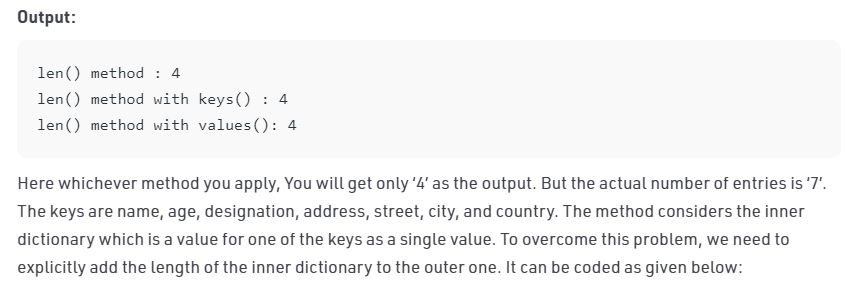 Output:
len() method : 4
len() method with keys() : 4
len() method with values(): 4
Here whichever method you apply, You will get only ‘4’ as the output. But the actual number of entries is ‘7’.
The keys are name, age, designation, address, street, city, and country. The method considers the inner
dictionary which is a value for one of the keys as a single value. To overcome this problem, we need to
explicitly add the length of the inner dictionary to the outer one. It can be coded as given below: